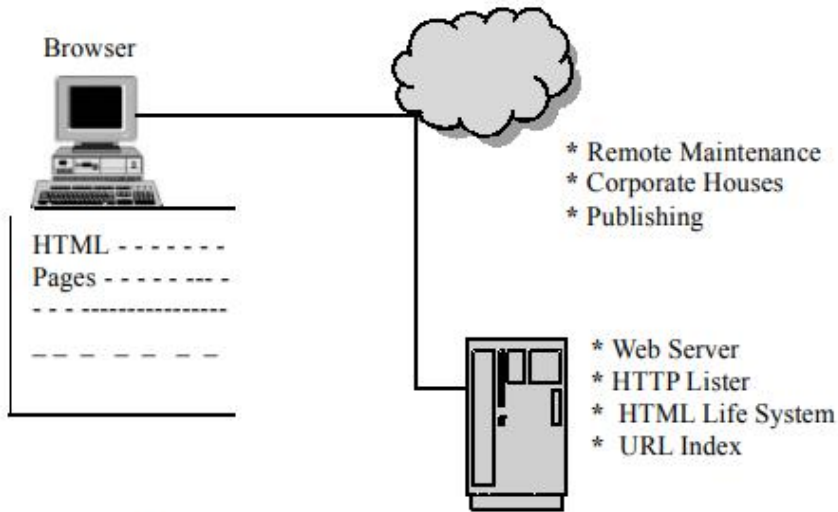 Browser
* Remote Maintenance
* Corporate Houses
* Publishing
HTML - - - - - - -
Pages - - - - - --- -
* Web Server
* HTTP Lister
* HTML Life System
* URL Index